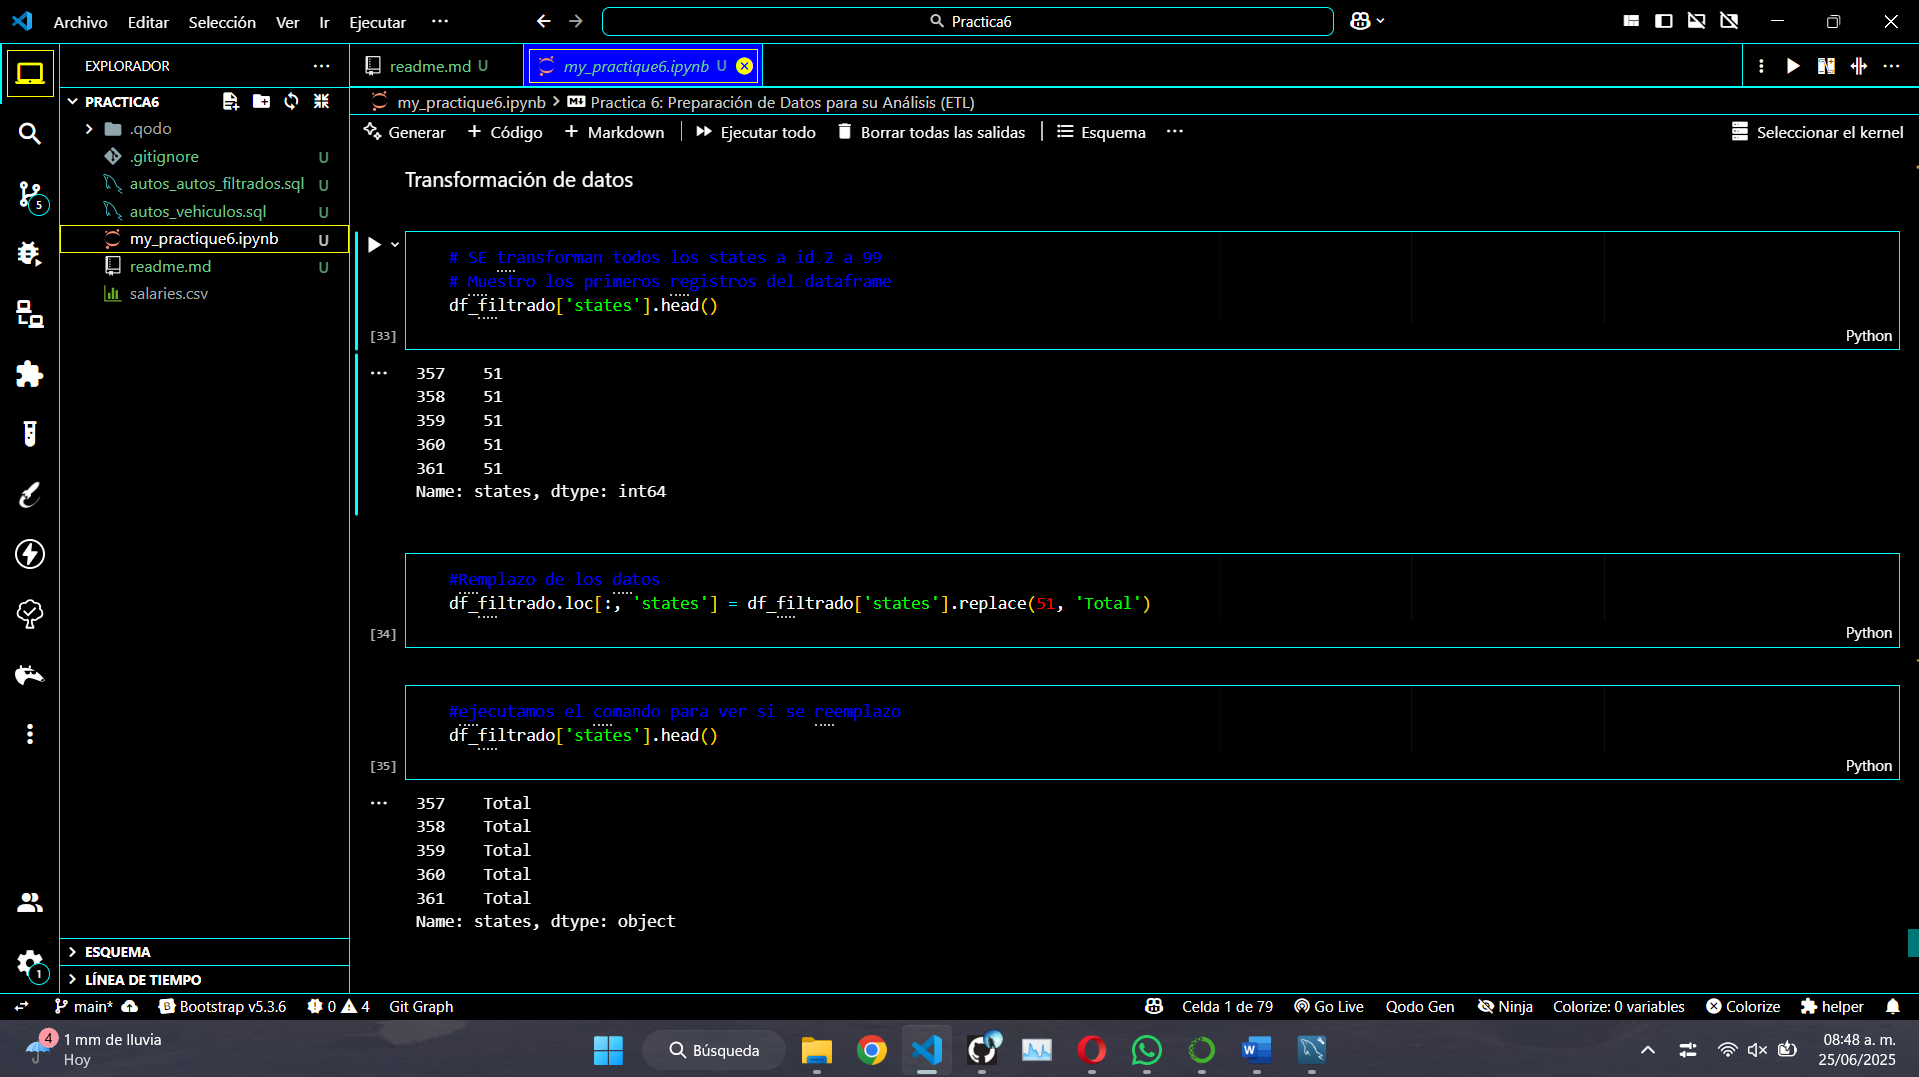 Archivo Editar Selección Ver Ir Ejecutar ···
Practica6
EXPLORADOR ···
readme.md U
my_practique6.ipynb U
PRACTICA6
my_practique6.ipynb > Practica 6: Preparación de Datos para su Análisis (ETL)
.qodo
.gitignore U
autos_autos_filtrados.sql U
autos_vehiculos.sql U
my_practique6.ipynb U
readme.md U
salaries.csv
5
Generar + Código + Markdown Ejecutar todo Borrar todas las salidas Esquema ··· Seleccionar el kernel
Transformación de datos
# SE transforman todos los states a id 2 a 99
# Muestro los primeros registros del dataframe
df_filtrado['states'].head()
[33] Python
357 51
358 51
359 51
360 51
361 51
Name: states, dtype: int64
#Remplazo de los datos
df_filtrado.loc[:, 'states'] = df_filtrado['states'].replace(51, 'Total')
[34] Python
#ejecutamos el comando para ver si se reemplazo
df_filtrado['states'].head()
[35] Python
357 Total
358 Total
359 Total
360 Total
361 Total
Name: states, dtype: object
ESQUEMA
LÍNEA DE TIEMPO
1
main* Bootstrap v5.3.6 0 4 Git Graph Celda 1 de 79 Go Live Qodo Gen Ninja Colorize: 0 variables Colorize helper
4
1 mm de lluvia
Hoy
Búsqueda
08:48 a. m.
25/06/2025